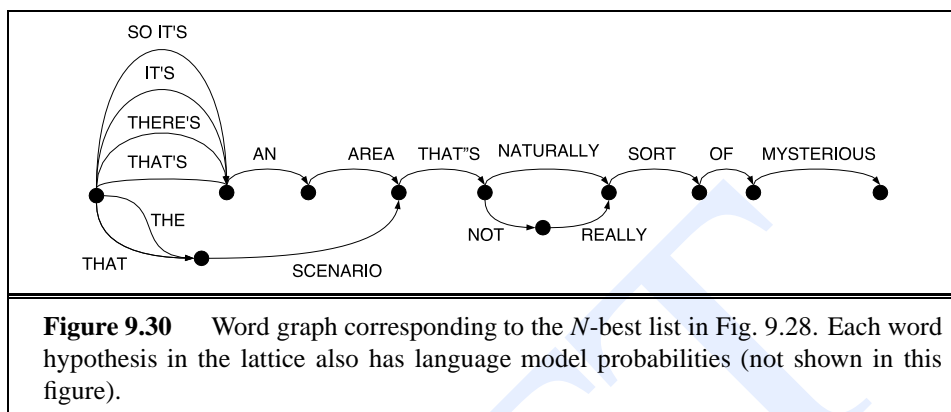 SO IT'S
IT'S
THERE'S
THAT'S
AN
AREA
THAT"S
NATURALLY
SORT
OF
MYSTERIOUS
THE
THAT
SCENARIO
NOT
REALLY
Figure 9.30 Word graph corresponding to the N-best list in Fig. 9.28. Each word
hypothesis in the lattice also has language model probabilities (not shown in this
figure).
T